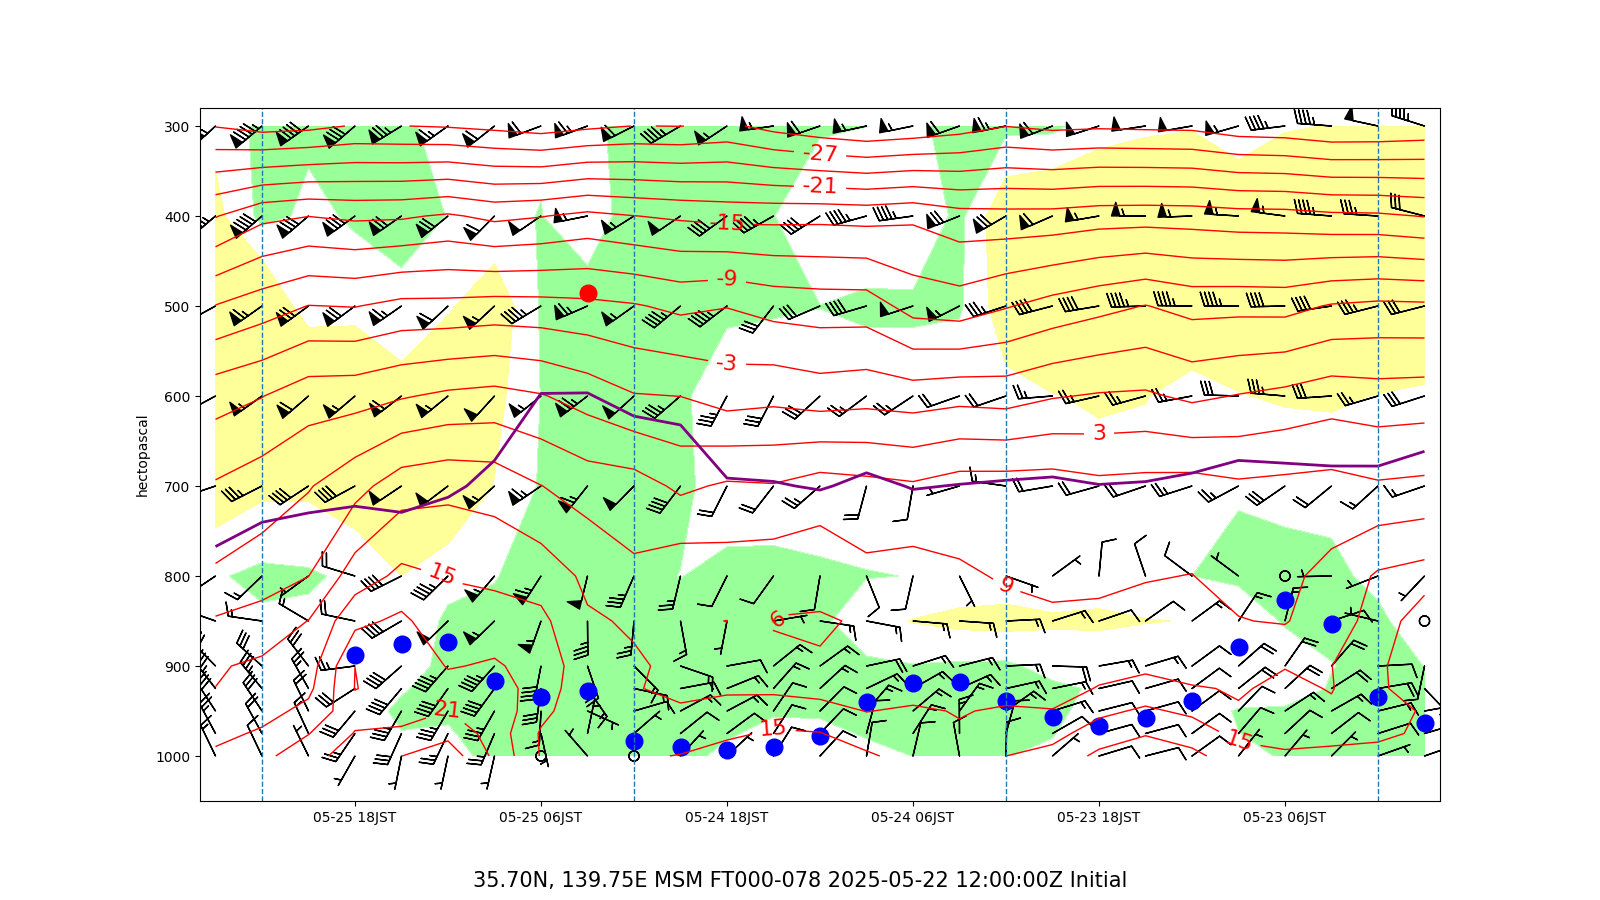 300
400
500
600
700
800
900
1000
hectopascal
-27
-21
-15
-9
-3
3
15
9
6
21
15
15
05-25 18JST
05-25 06JST
05-24 18JST
05-24 06JST
05-23 18JST
05-23 06JST
35.70N, 139.75E MSM FT000-078 2025-05-22 12:00:00Z Initial